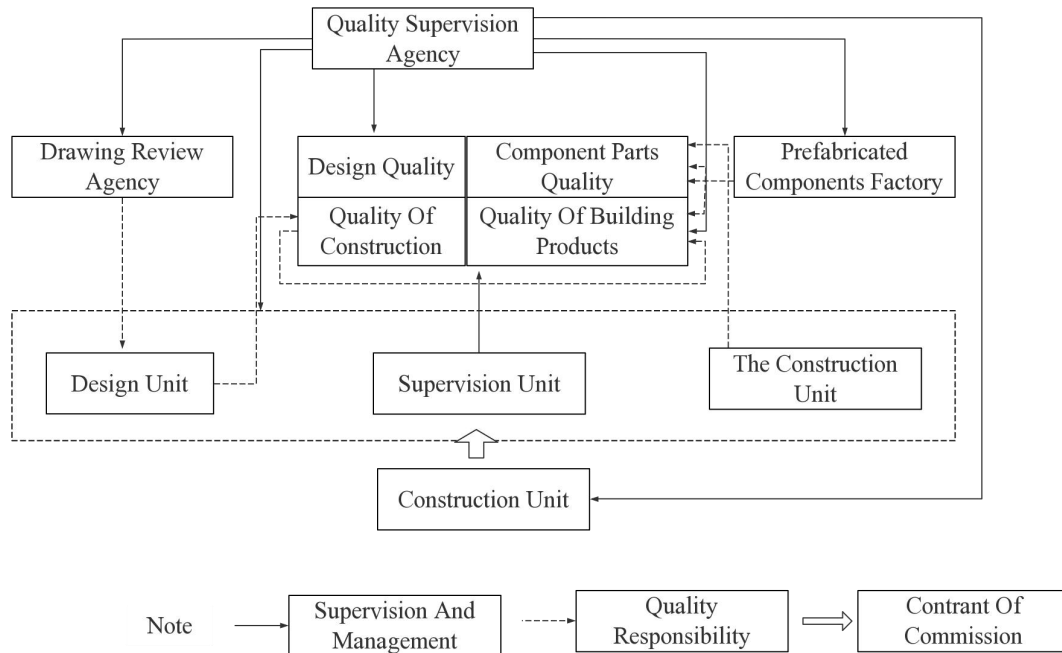 Quality Supervision
Agency
Drawing Review
Agency
Design Quality
Component Parts
Quality
Prefabricated
Components Factory
Quality Of
Construction
Quality Of Building
Products
Design Unit
Supervision Unit
The Construction
Unit
Construction Unit
Note
Supervision And
Management
Quality
Responsibility
Contrant Of
Commission